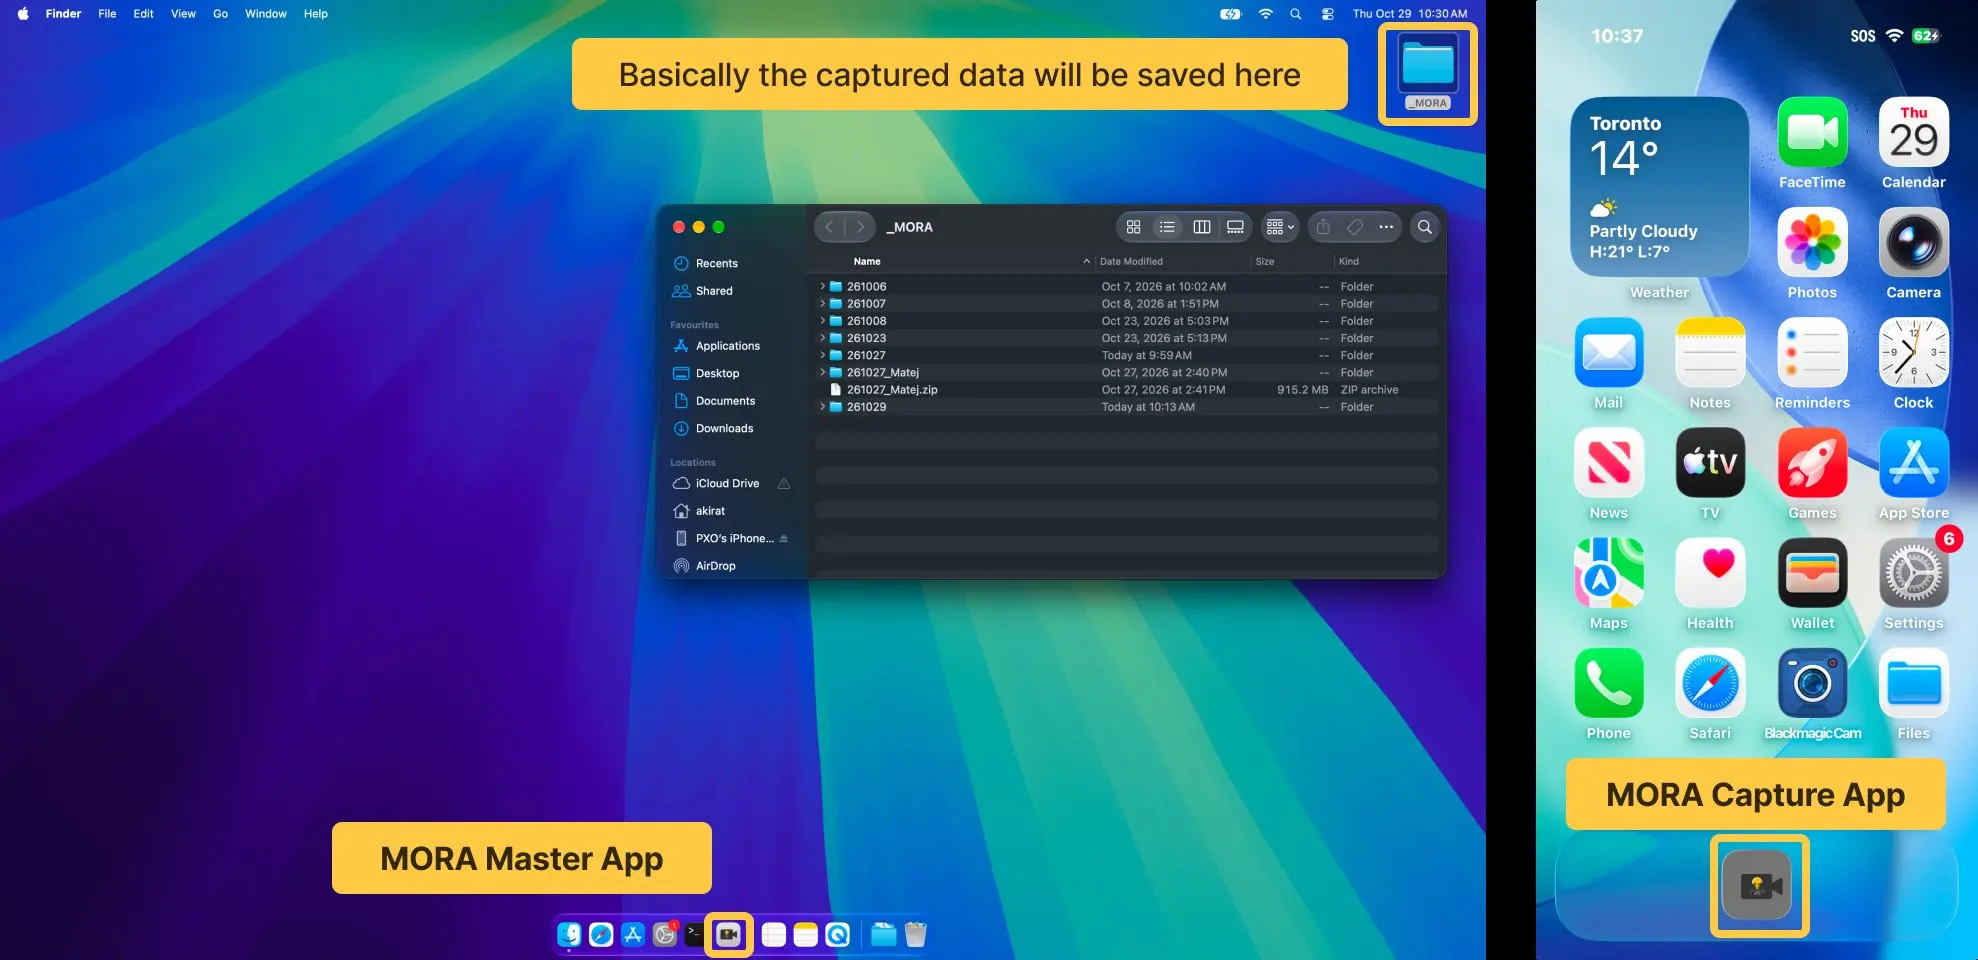 Finder File Edit View Go Window Help
Thu Oct 29 10:30 AM
Basically the captured data will be saved here
_MORA
_MORA
Recents
Shared
Favourites
Applications
Desktop
Documents
Downloads
Locations
iCloud Drive
akirat
PXO's iPhone...
AirDrop
Name Date Modified Size Kind
261006 Oct 7, 2026 at 10:02 AM -- Folder
261007 Oct 8, 2026 at 1:51 PM -- Folder
261008 Oct 23, 2026 at 5:03 PM -- Folder
261023 Oct 23, 2026 at 5:13 PM -- Folder
261027 Today at 9:59 AM -- Folder
261027_Matej Oct 27, 2026 at 2:40 PM -- Folder
261027_Matej.zip Oct 27, 2026 at 2:41 PM 915.2 MB ZIP archive
261029 Today at 10:13 AM -- Folder
MORA Master App
1
10:37 SOS 62
Toronto
14°
Partly Cloudy
H:21° L:7°
Weather
FaceTime
Thu
29
Calendar
Photos Camera
12
9 3
6
Mail Notes Reminders Clock
tv
News TV Games App Store
6
Maps Health Wallet Settings
Phone Safari Blackmagic Cam Files
MORA Capture App